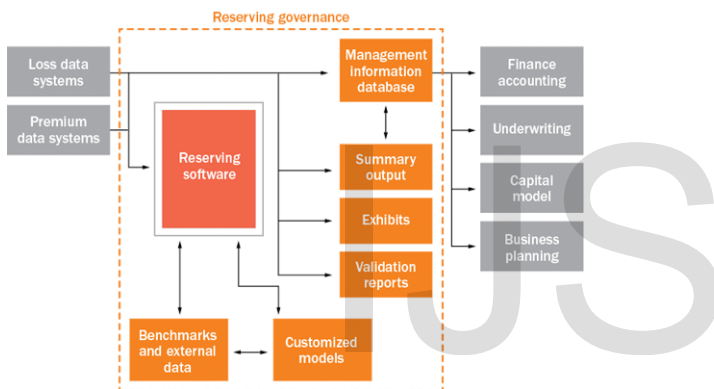 Reserving governance
Loss data
systems
Premium
data systems
Reserving
software
Management
information
database
Summary
output
Exhibits
Validation
reports
Benchmarks
and external
data
Customized
models
Finance
accounting
Underwriting
Capital
model
Business
planning
IJS